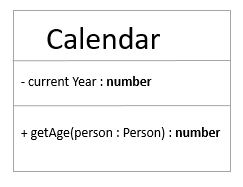 Calendar
- current Year : number
+ getAge(person : Person) : number